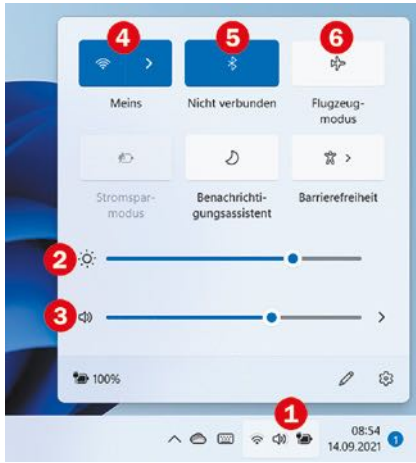 4 5 6
Meins Nicht verbunden Flugzeug-
modus
Stromspar-
modus Benachrichti-
gungsassistent Barrierefreiheit
2
3
100%
1
08:54
14.09.2021 1